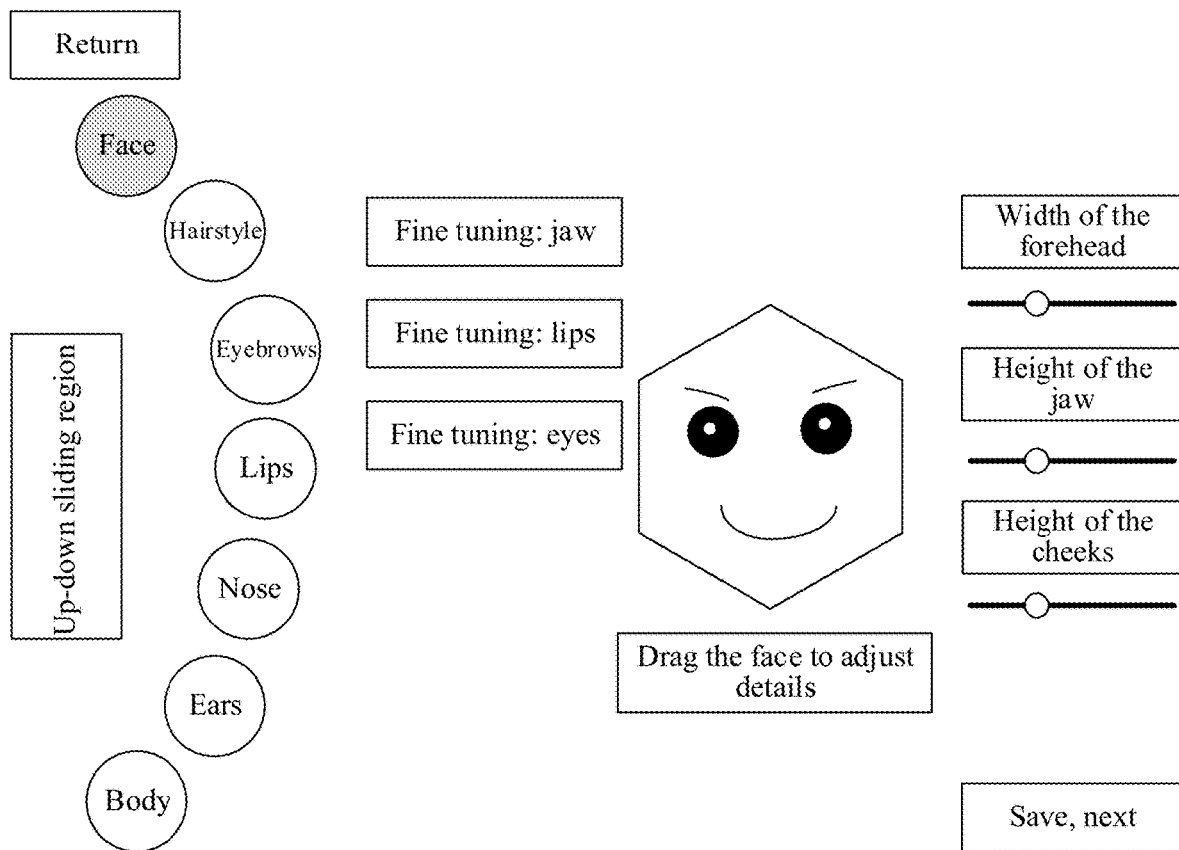 Return
Face
Hairstyle
Eyebrows
Lips
Nose
Ears
Body
Up-down sliding region
Fine tuning: jaw
Fine tuning: lips
Fine tuning: eyes
Drag the face to adjust
details
Width of the
forehead
Height of the
jaw
Height of the
cheeks
Save, next